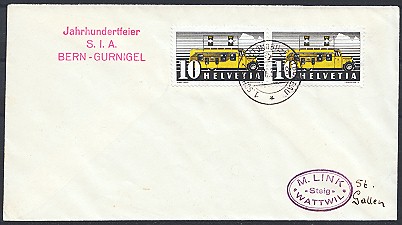 Jahrhundertfeier
S. I. A.
BERN - GURNIGEL
10 HELVETIA
10 HELVETIA
M. LINK
Steig
WATTWIL
St.
Gallen